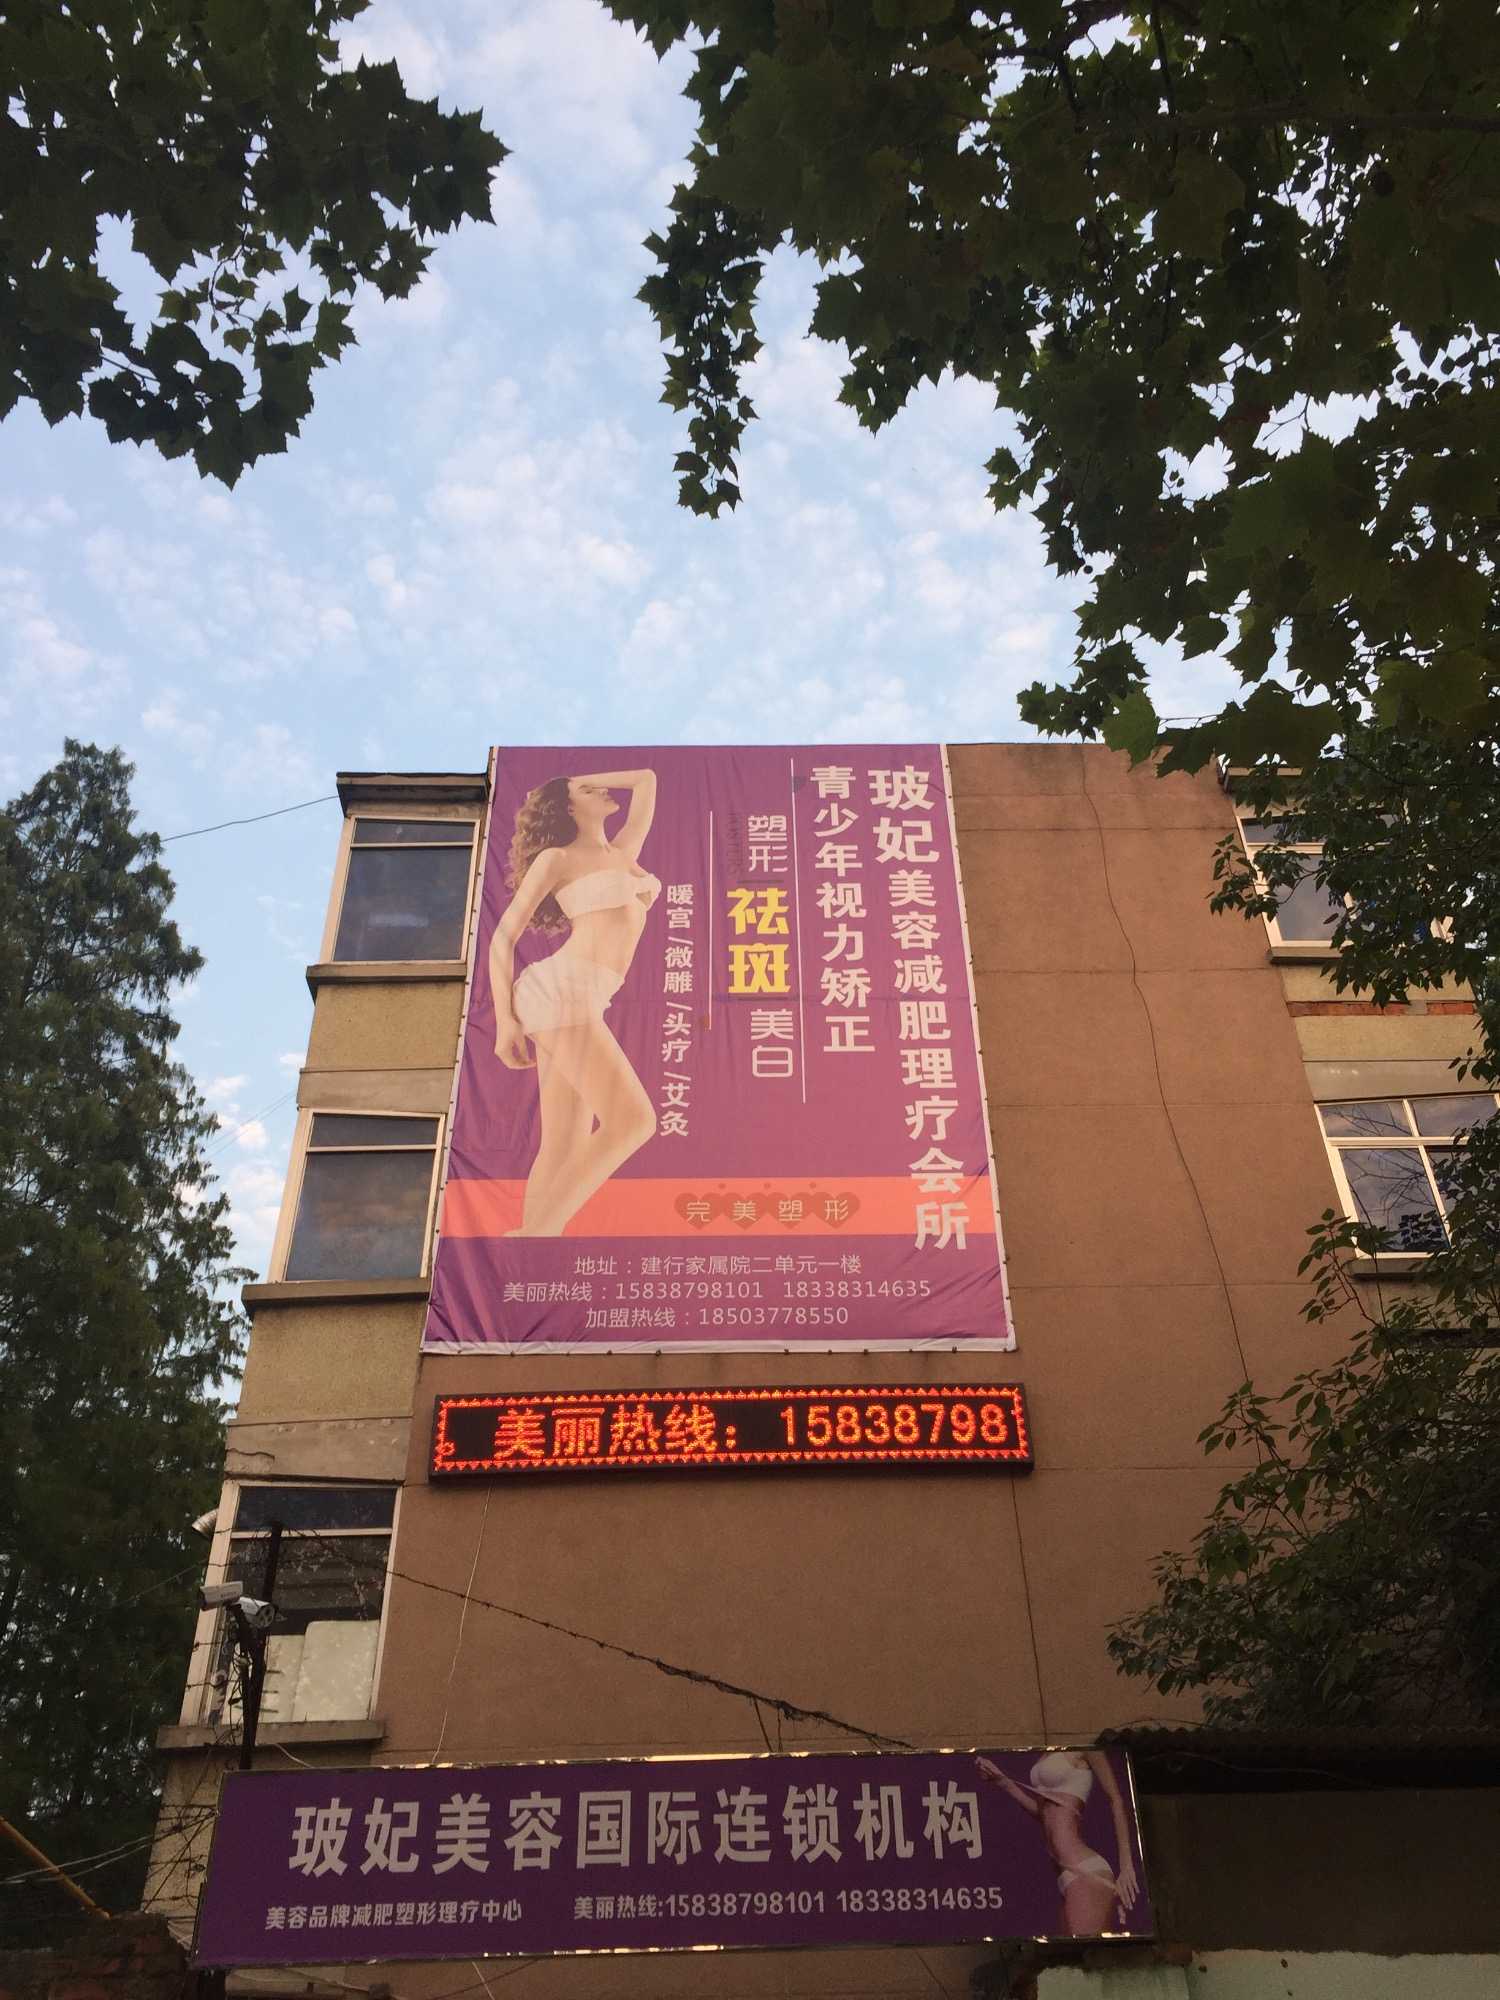 玻妃美容减肥理疗会所
青少年视力矫正
塑形祛斑美白
暖宫/微雕/头疗/艾灸
完美塑形
地址：建行家属院二单元一楼
美丽热线：15838798101 18338314635
加盟热线：18503778550
美丽热线：15838798
玻妃美容国际连锁机构
美容品牌减肥塑形理疗中心 美丽热线:15838798101 18338314635